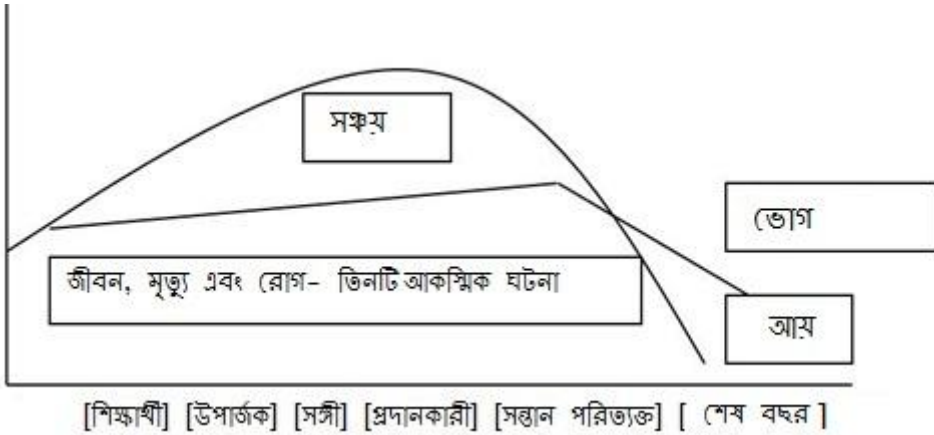 সঞ্চয়
ভোগ
জীবন, মৃত্যু এবং রোগ- তিনটি আকস্মিক ঘটনা
আয়
[শিক্ষার্থী] [উপার্জক] [সঙ্গী] [প্রদানকারী] [সন্তান পরিত্যক্ত] [ শেষ বছর ]